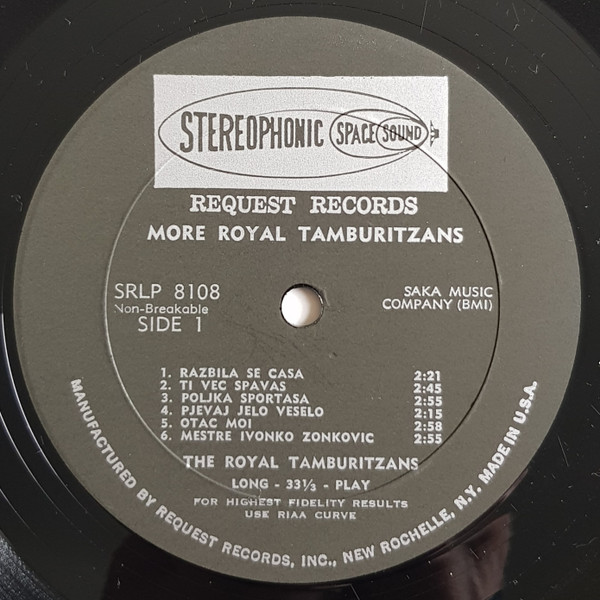 STEREOPHONIC SPACE SOUND
REQUEST RECORDS
MORE ROYAL TAMBURITZANS
SRLP 8108
Non-Breakable
SIDE 1
SAKA MUSIC
COMPANY (BMI)
1. RAZBILA SE CASA 2:21
2. TI VEC SPAVAS 2:45
3. POLJKA SPORTASA 2:55
4. PJEVAJ JELO VESELO 2:15
5. OTAC MOI 2:58
6. MESTRE IVONKO ZONKOVIC 2:55
THE ROYAL TAMBURITZANS
LONG - 33⅓ - PLAY
FOR HIGHEST FIDELITY RESULTS
USE RIAA CURVE
MANUFACTURED BY REQUEST RECORDS, INC., NEW ROCHELLE, N.Y. MADE IN U.S.A.